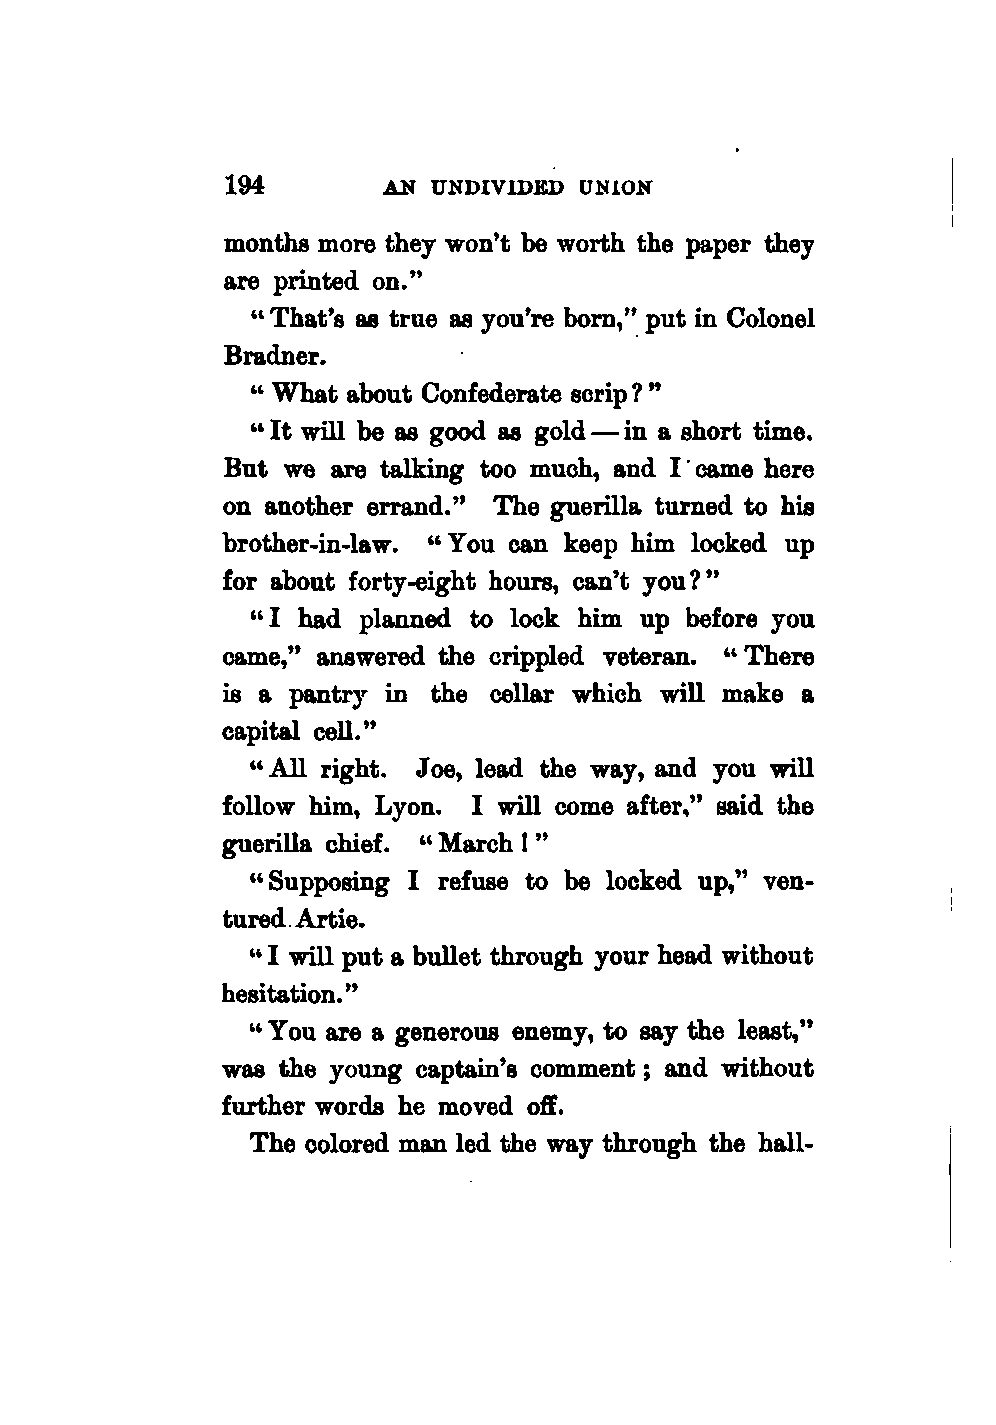 194 AN UNDIVIDED UNION
months more they won't be worth the paper they
are printed on."
"That's as true as you're born," put in Colonel
Bradner.
"What about Confederate scrip?"
"It will be as good as gold—in a short time.
But we are talking too much, and I came here
on another errand." The guerilla turned to his
brother-in-law. "You can keep him locked up
for about forty-eight hours, can't you?"
"I had planned to lock him up before you
came," answered the crippled veteran. "There
is a pantry in the cellar which will make a
capital cell."
"All right. Joe, lead the way, and you will
follow him, Lyon. I will come after," said the
guerilla chief. "March!"
"Supposing I refuse to be locked up," ven-
tured Artie.
"I will put a bullet through your head without
hesitation."
"You are a generous enemy, to say the least,"
was the young captain's comment; and without
further words he moved off.
The colored man led the way through the hall-